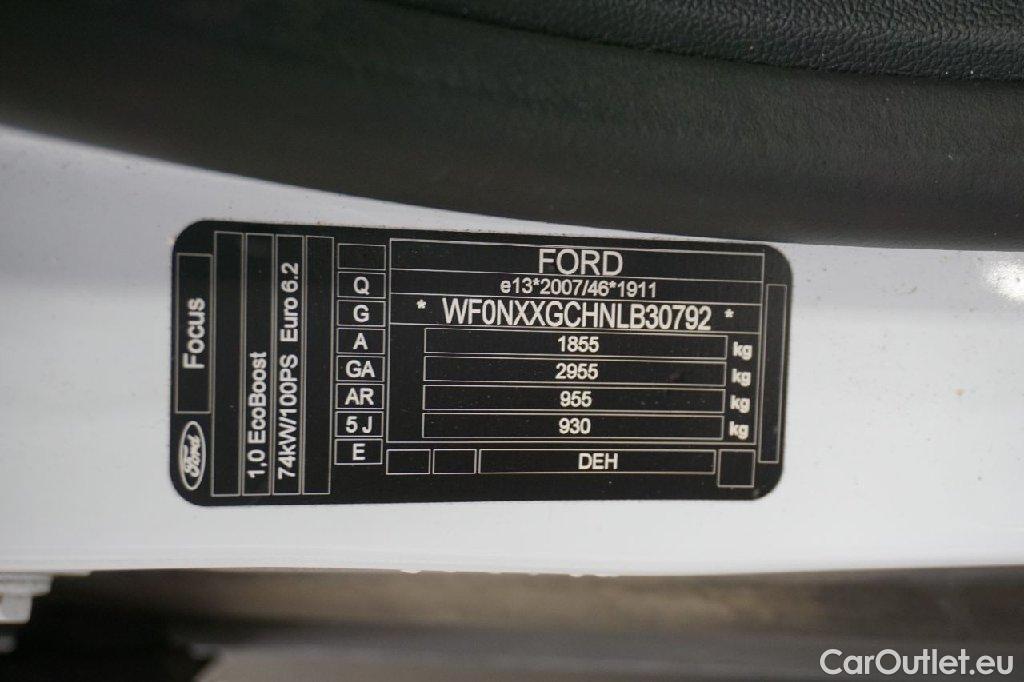 FORD
e13*2007/46*1911
* WF0NXXGCHNLB30792 *
1855 kg
2955 kg
955 kg
930 kg
DEH
Q
G
A
GA
AR
5 J
E
Focus
Ford
1,0 EcoBoost
74kW/100PS Euro 6.2
CarOutlet.eu